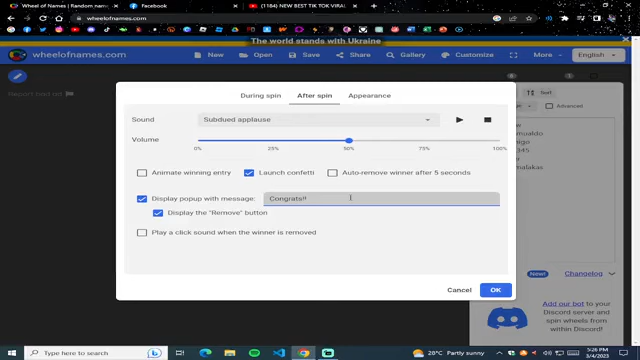 Wheel of Names | Random nam
Facebook
(1184) NEW BEST TIK TOK VIRAL
wheelofnames.com
The world stands with Ukraine
wheelofnames.com
New
Open
Save
Share
Gallery
Customize
More
English
Sort
Advanced
During spin
After spin
Appearance
Sound
Subdued applause
Volume
0%
25%
50%
75%
100%
Animate winning entry
Launch confetti
Auto-remove winner after 5 seconds
Display popup with message:
Congrats!!
Display the "Remove" button
Play a click sound when the winner is removed
Cancel
OK
New!
Changelog
Add our bot to your
Discord server and
spin wheels from
within Discord!
Type here to search
28°C Partly sunny
5:26 PM
3/4/2023